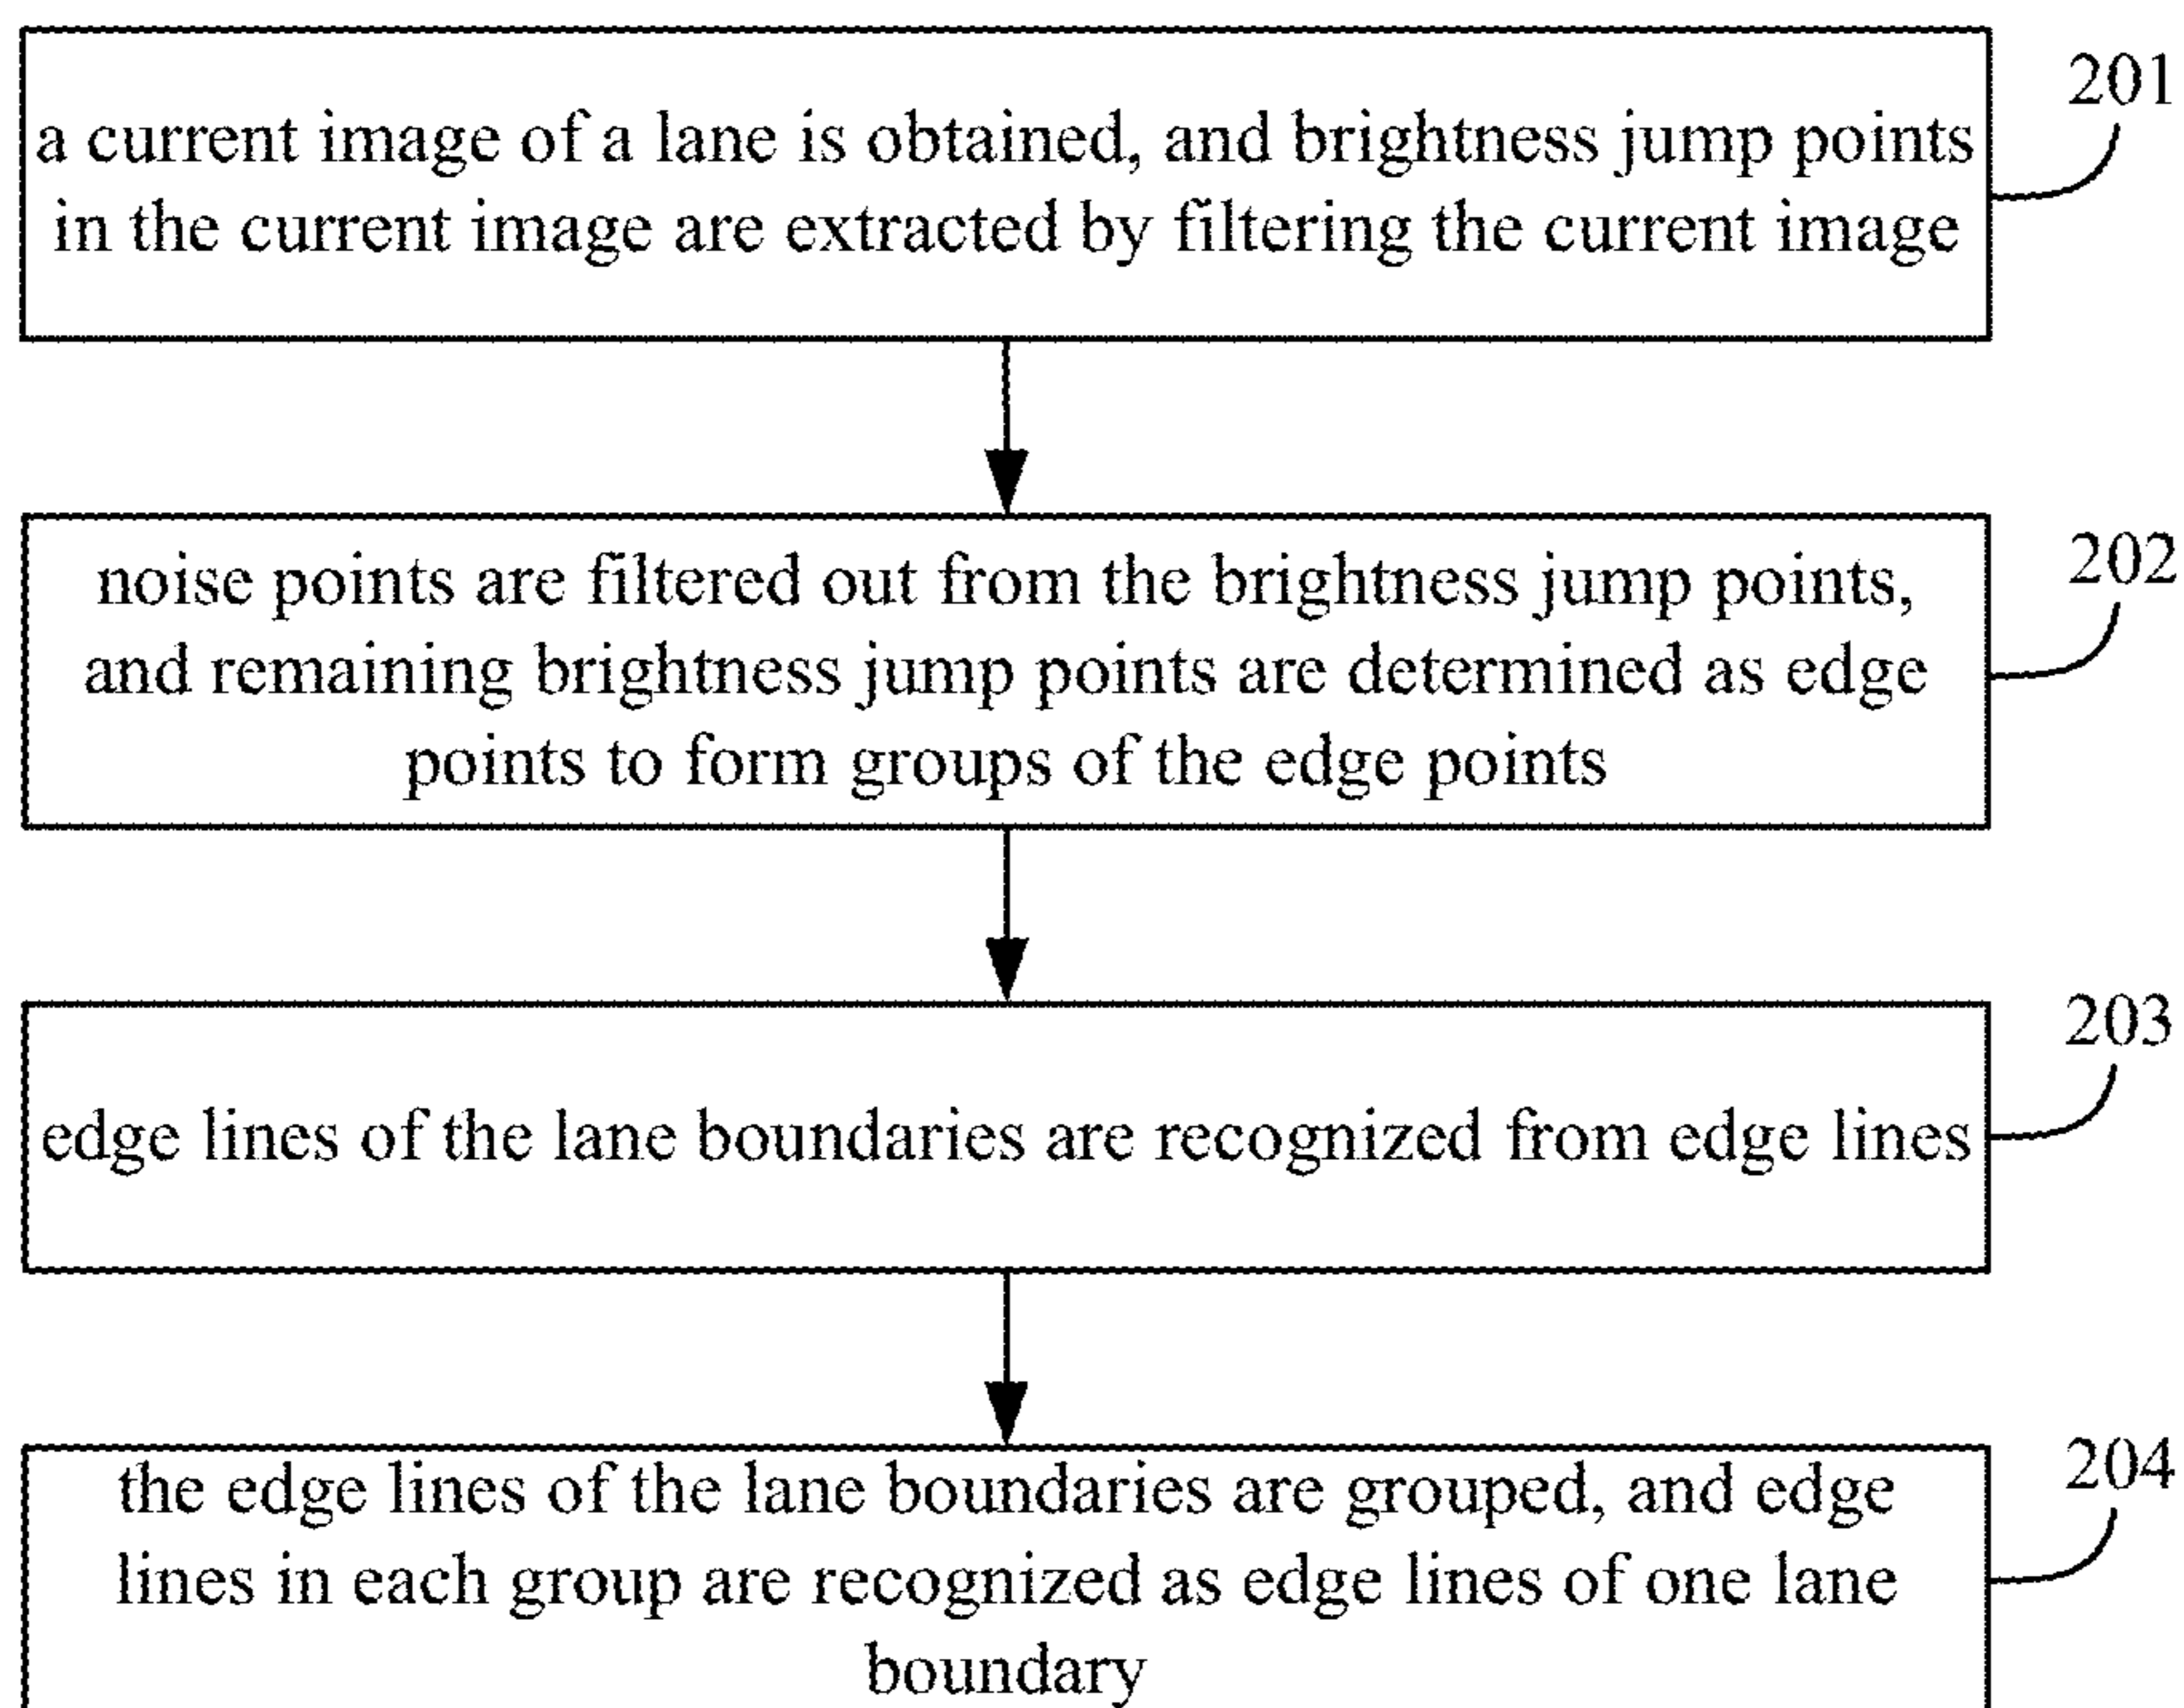 201
a current image of a lane is obtained, and brightness jump points
in the current image are extracted by filtering the current image
202
noise points are filtered out from the brightness jump points,
and remaining brightness jump points are determined as edge
points to form groups of the edge points
203
edge lines of the lane boundaries are recognized from edge lines
204
the edge lines of the lane boundaries are grouped, and edge
lines in each group are recognized as edge lines of one lane
boundary